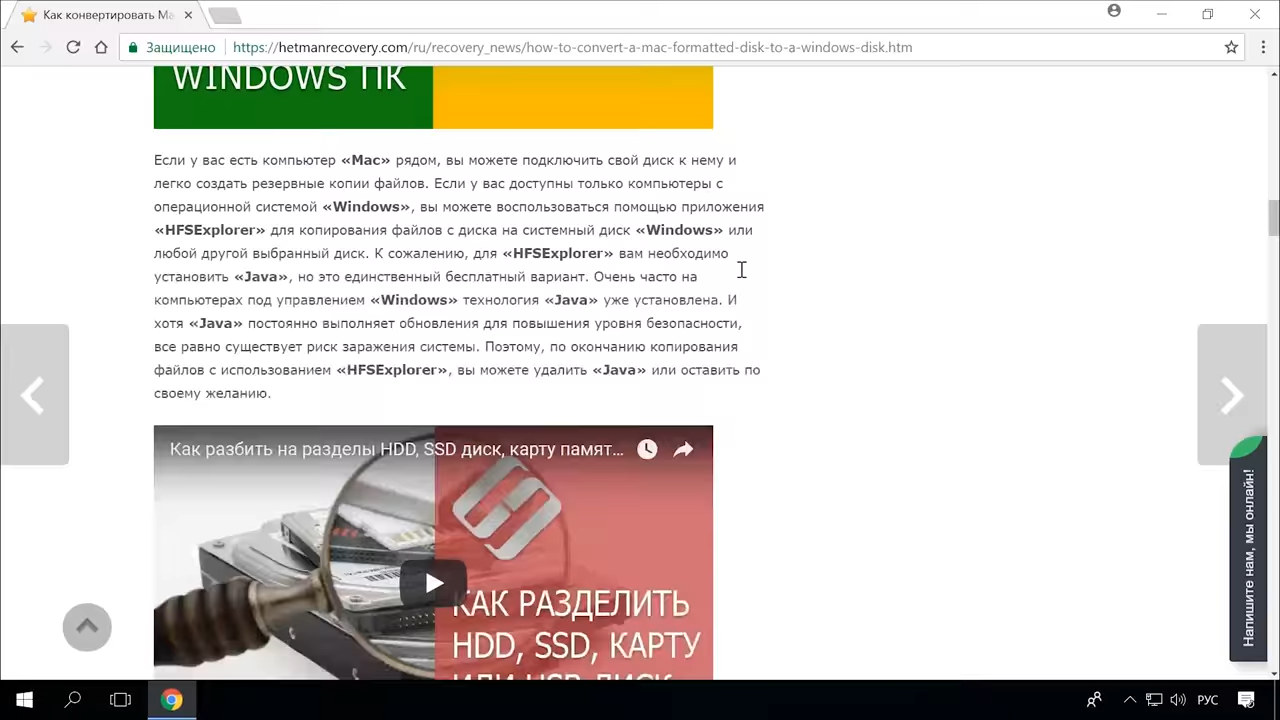 Как конвертировать Ma
Защищено
https://hetmanrecovery.com/ru/recovery_news/how-to-convert-a-mac-formatted-disk-to-a-windows-disk.htm
WINDOWS ПК
Если у вас есть компьютер «Mac» рядом, вы можете подключить свой диск к нему и
легко создать резервные копии файлов. Если у вас доступны только компьютеры с
операционной системой «Windows», вы можете воспользоваться помощью приложения
«HFSExplorer» для копирования файлов с диска на системный диск «Windows» или
любой другой выбранный диск. К сожалению, для «HFSExplorer» вам необходимо
установить «Java», но это единственный бесплатный вариант. Очень часто на
компьютерах под управлением «Windows» технология «Java» уже установлена. И
хотя «Java» постоянно выполняет обновления для повышения уровня безопасности,
все равно существует риск заражения системы. Поэтому, по окончанию копирования
файлов с использованием «HFSExplorer», вы можете удалить «Java» или оставить по
своему желанию.
Как разбить на разделы HDD, SSD диск, карту памят...
КАК РАЗДЕЛИТЬ
HDD, SSD, КАРТУ
ИЛИ USB ДИСК
Напишите нам, мы онлайн!
РУС